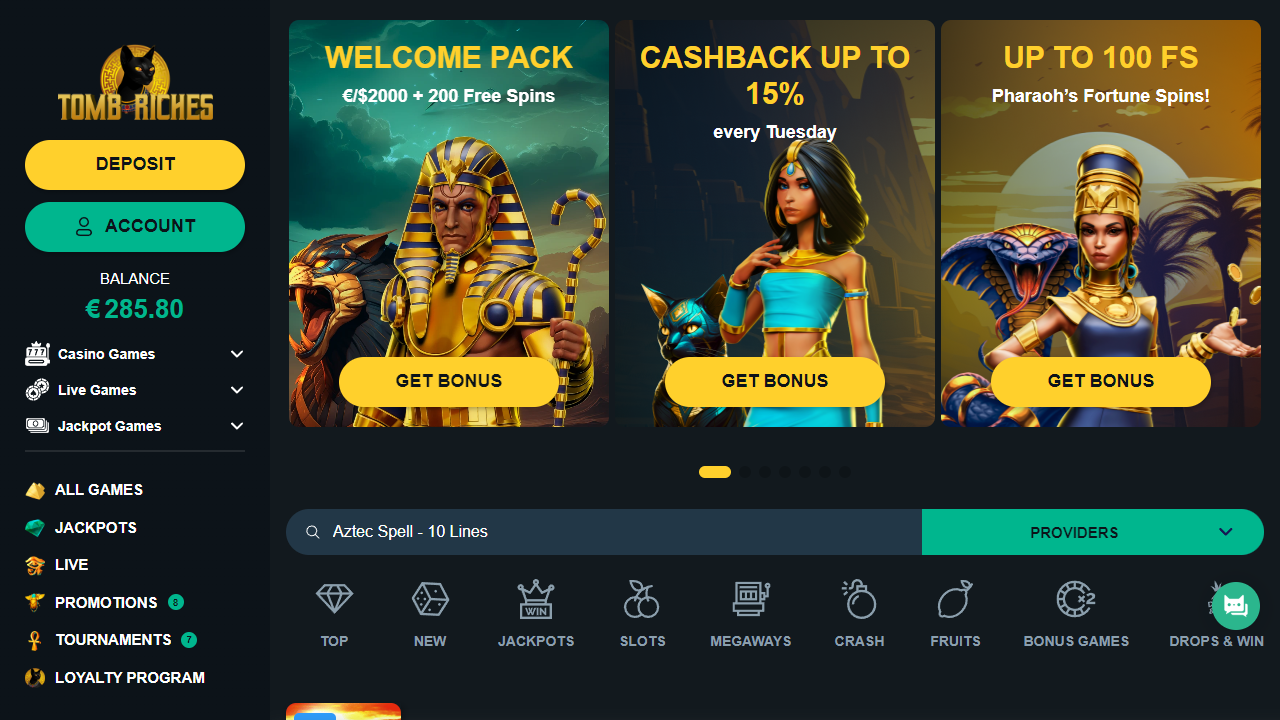 TOMB OF RICHES
DEPOSIT
ACCOUNT
BALANCE
€ 285.80
Casino Games
Live Games
Jackpot Games
ALL GAMES
JACKPOTS
LIVE
PROMOTIONS 8
TOURNAMENTS 7
LOYALTY PROGRAM
WELCOME PACK
€/$2000 + 200 Free Spins
GET BONUS
CASHBACK UP TO
15%
every Tuesday
GET BONUS
UP TO 100 FS
Pharaoh’s Fortune Spins!
GET BONUS
Aztec Spell - 10 Lines
PROVIDERS
TOP
NEW
WIN
JACKPOTS
SLOTS
MEGAWAYS
CRASH
FRUITS
×2
BONUS GAMES
DROPS & WIN